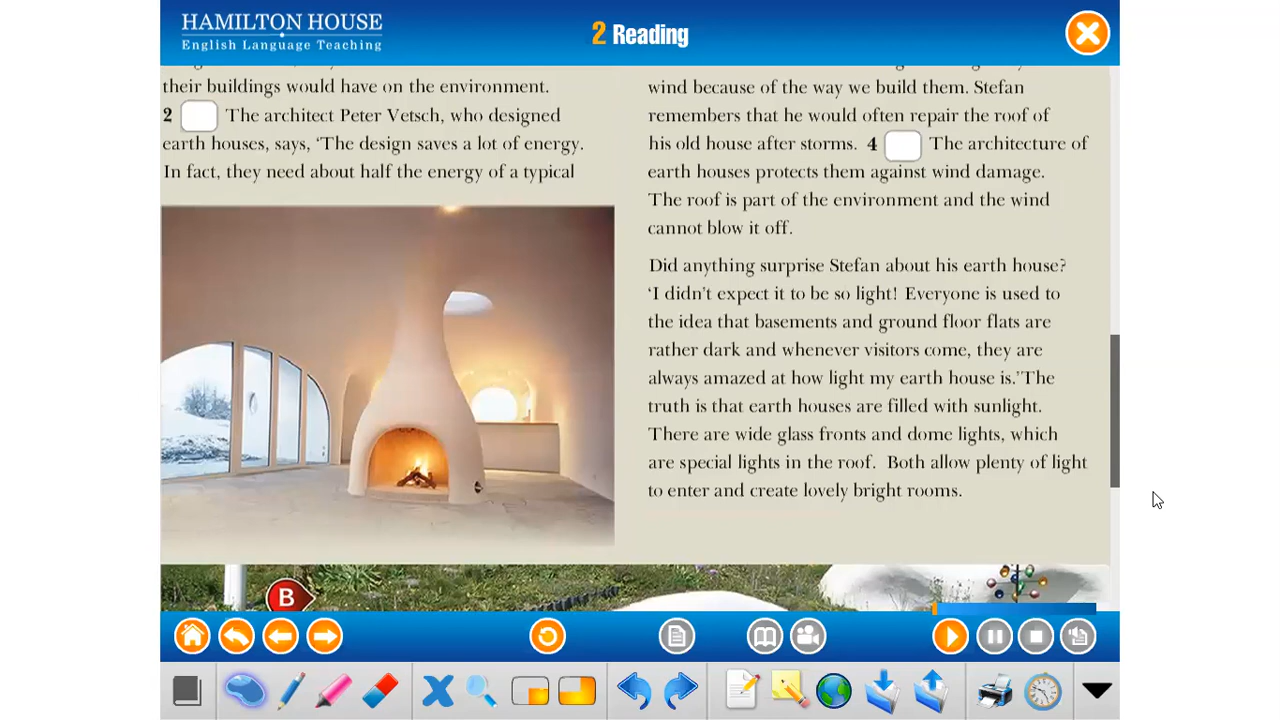 HAMILTON HOUSE
English Language Teaching
2 Reading
their buildings would have on the environment.
2 The architect Peter Vetsch, who designed
earth houses, says, ‘The design saves a lot of energy.
In fact, they need about half the energy of a typical
wind because of the way we build them. Stefan
remembers that he would often repair the roof of
his old house after storms. 4 The architecture of
earth houses protects them against wind damage.
The roof is part of the environment and the wind
cannot blow it off.
Did anything surprise Stefan about his earth house?
‘I didn’t expect it to be so light! Everyone is used to
the idea that basements and ground floor flats are
rather dark and whenever visitors come, they are
always amazed at how light my earth house is.’ The
truth is that earth houses are filled with sunlight.
There are wide glass fronts and dome lights, which
are special lights in the roof. Both allow plenty of light
to enter and create lovely bright rooms.
B